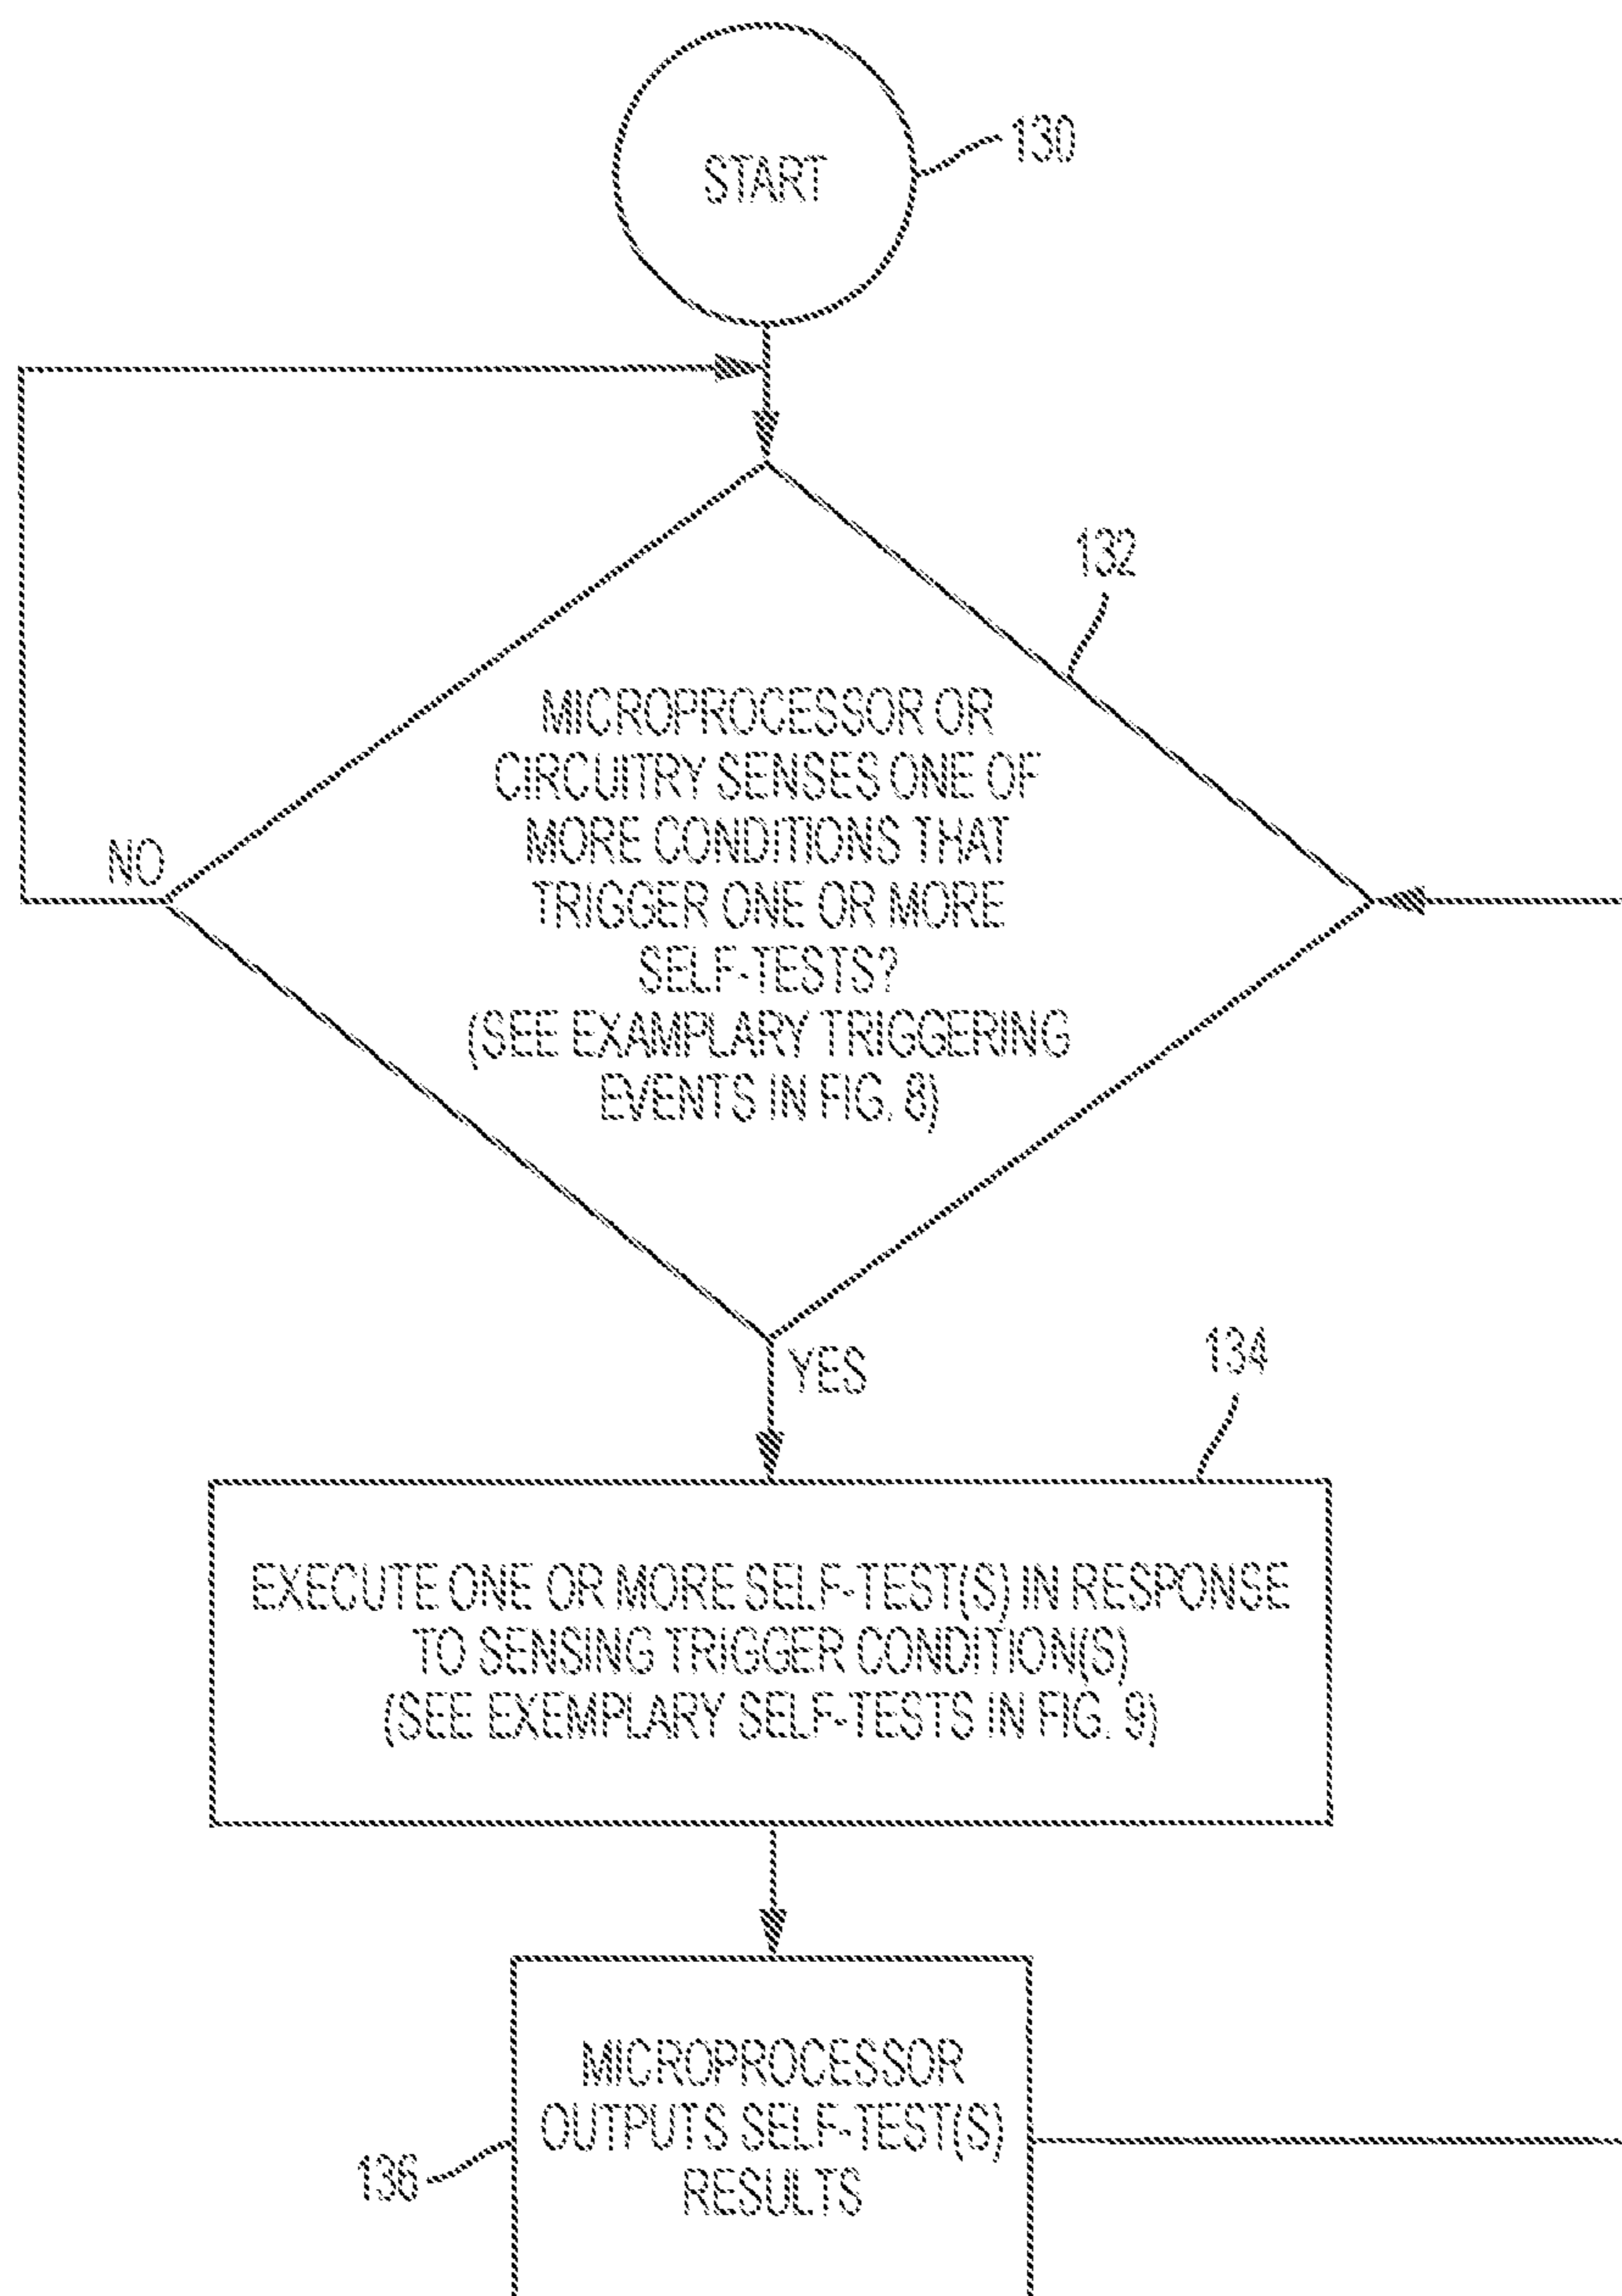 START
130
132
MICROPROCESSOR OR
CIRCUITRY SENSES ONE OF
MORE CONDITIONS THAT
TRIGGER ONE OR MORE
SELF-TESTS?
(SEE EXAMPLARY TRIGGERING
EVENTS IN FIG. 8)
NO
YES
134
EXECUTE ONE OR MORE SELF-TEST(S) IN RESPONSE
TO SENSING TRIGGER CONDITION(S)
(SEE EXEMPLARY SELF-TESTS IN FIG. 9)
MICROPROCESSOR
OUTPUTS SELF-TEST(S)
RESULTS
136